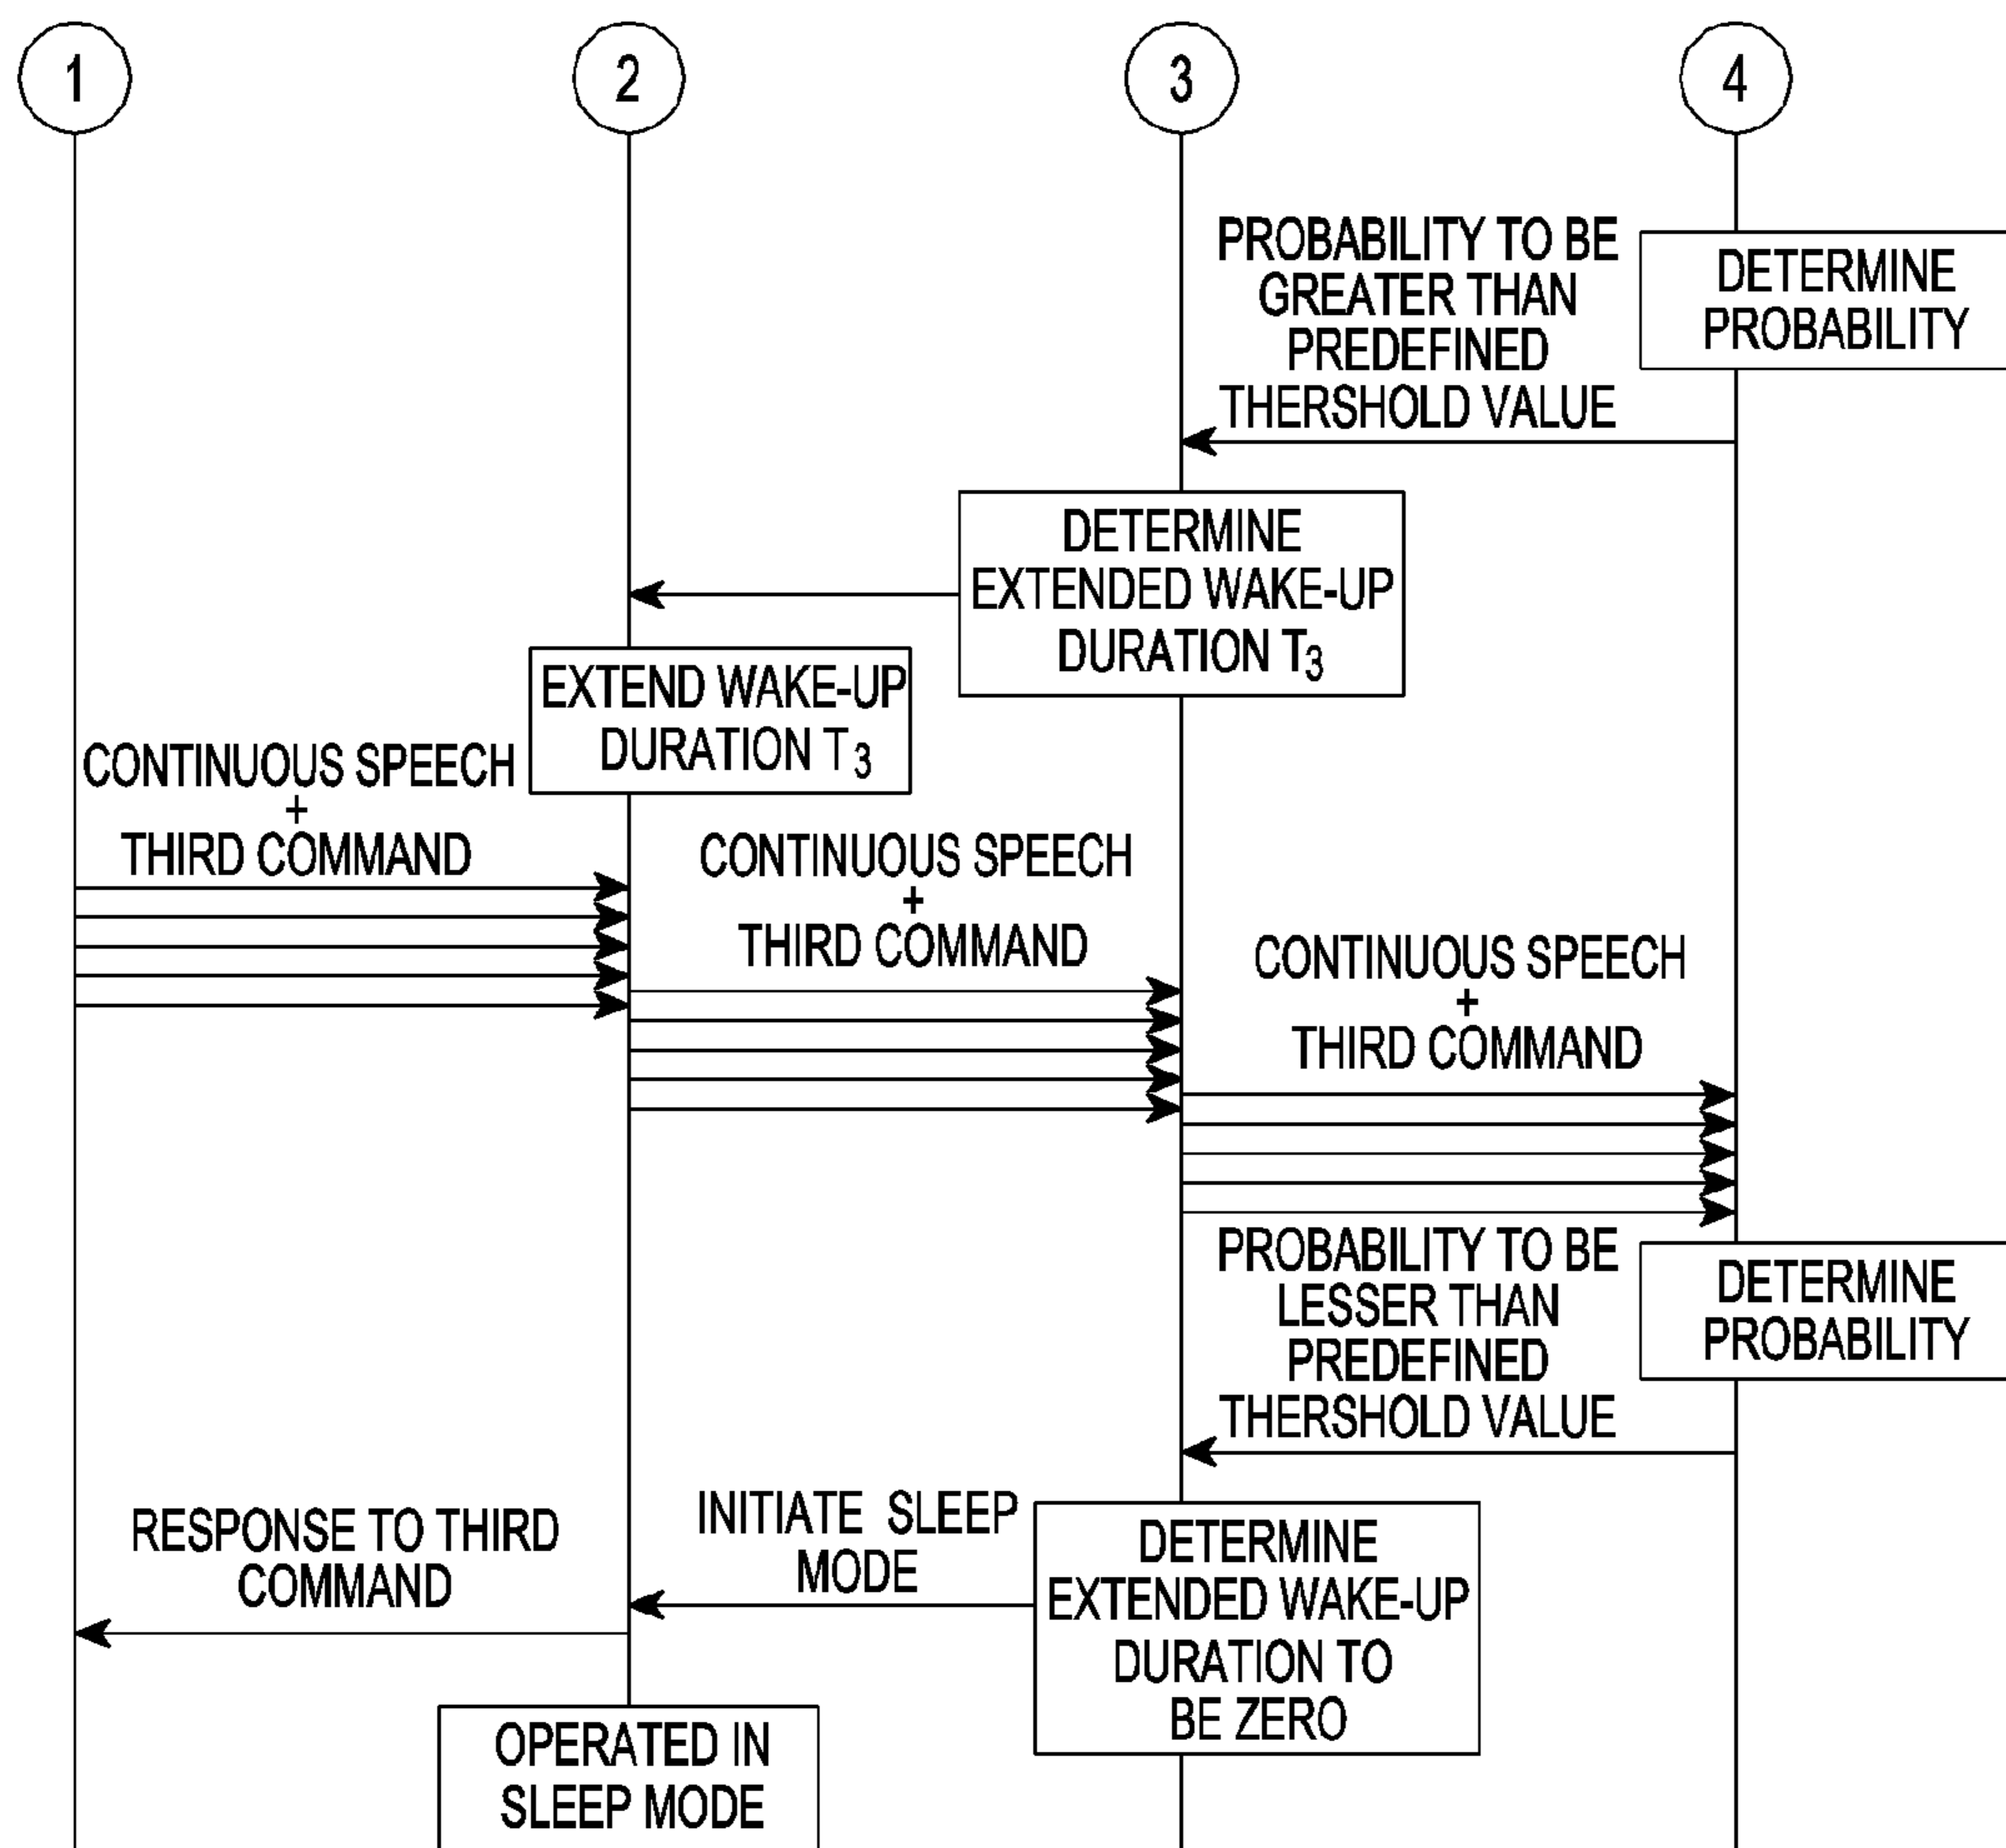 1
2
3
4
PROBABILITY TO BE
GREATER THAN
PREDEFINED
THERSHOLD VALUE
DETERMINE
PROBABILITY
DETERMINE
EXTENDED WAKE-UP
DURATION T3
EXTEND WAKE-UP
DURATION T3
CONTINUOUS SPEECH
+
THIRD COMMAND
CONTINUOUS SPEECH
+
THIRD COMMAND
CONTINUOUS SPEECH
+
THIRD COMMAND
PROBABILITY TO BE
LESSER THAN
PREDEFINED
THERSHOLD VALUE
DETERMINE
PROBABILITY
RESPONSE TO THIRD
COMMAND
INITIATE SLEEP
MODE
DETERMINE
EXTENDED WAKE-UP
DURATION TO
BE ZERO
OPERATED IN
SLEEP MODE